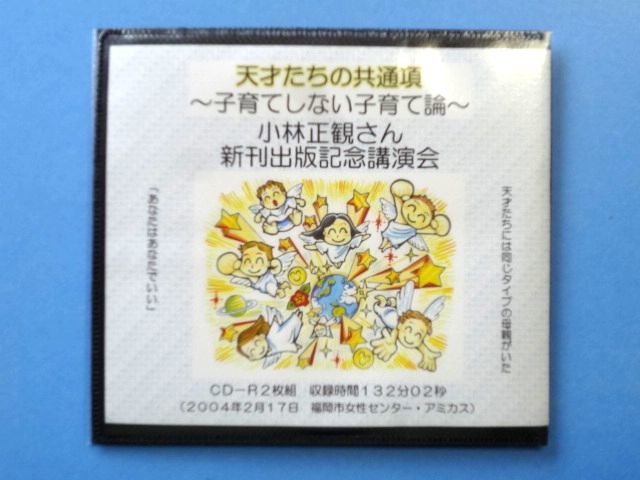 天才たちの共通項
～子育てしない子育て論～
小林正観さん
新刊出版記念講演会
天才たちには同じタイプの母親がいた
「あなたはあなたでいい」
CD－R2枚組　収録時間132分02秒
（2004年2月17日　福岡市女性センター・アミカス）